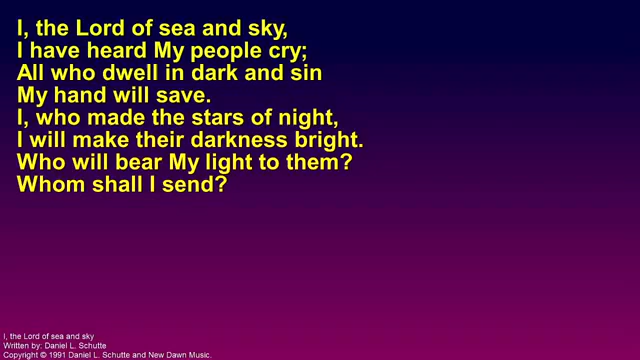 I, the Lord of sea and sky,
I have heard My people cry;
All who dwell in dark and sin
My hand will save.
I, who made the stars of night,
I will make their darkness bright.
Who will bear My light to them?
Whom shall I send?
I, the Lord of sea and sky
Written by: Daniel L. Schutte
Copyright © 1991 Daniel L. Schutte and New Dawn Music.